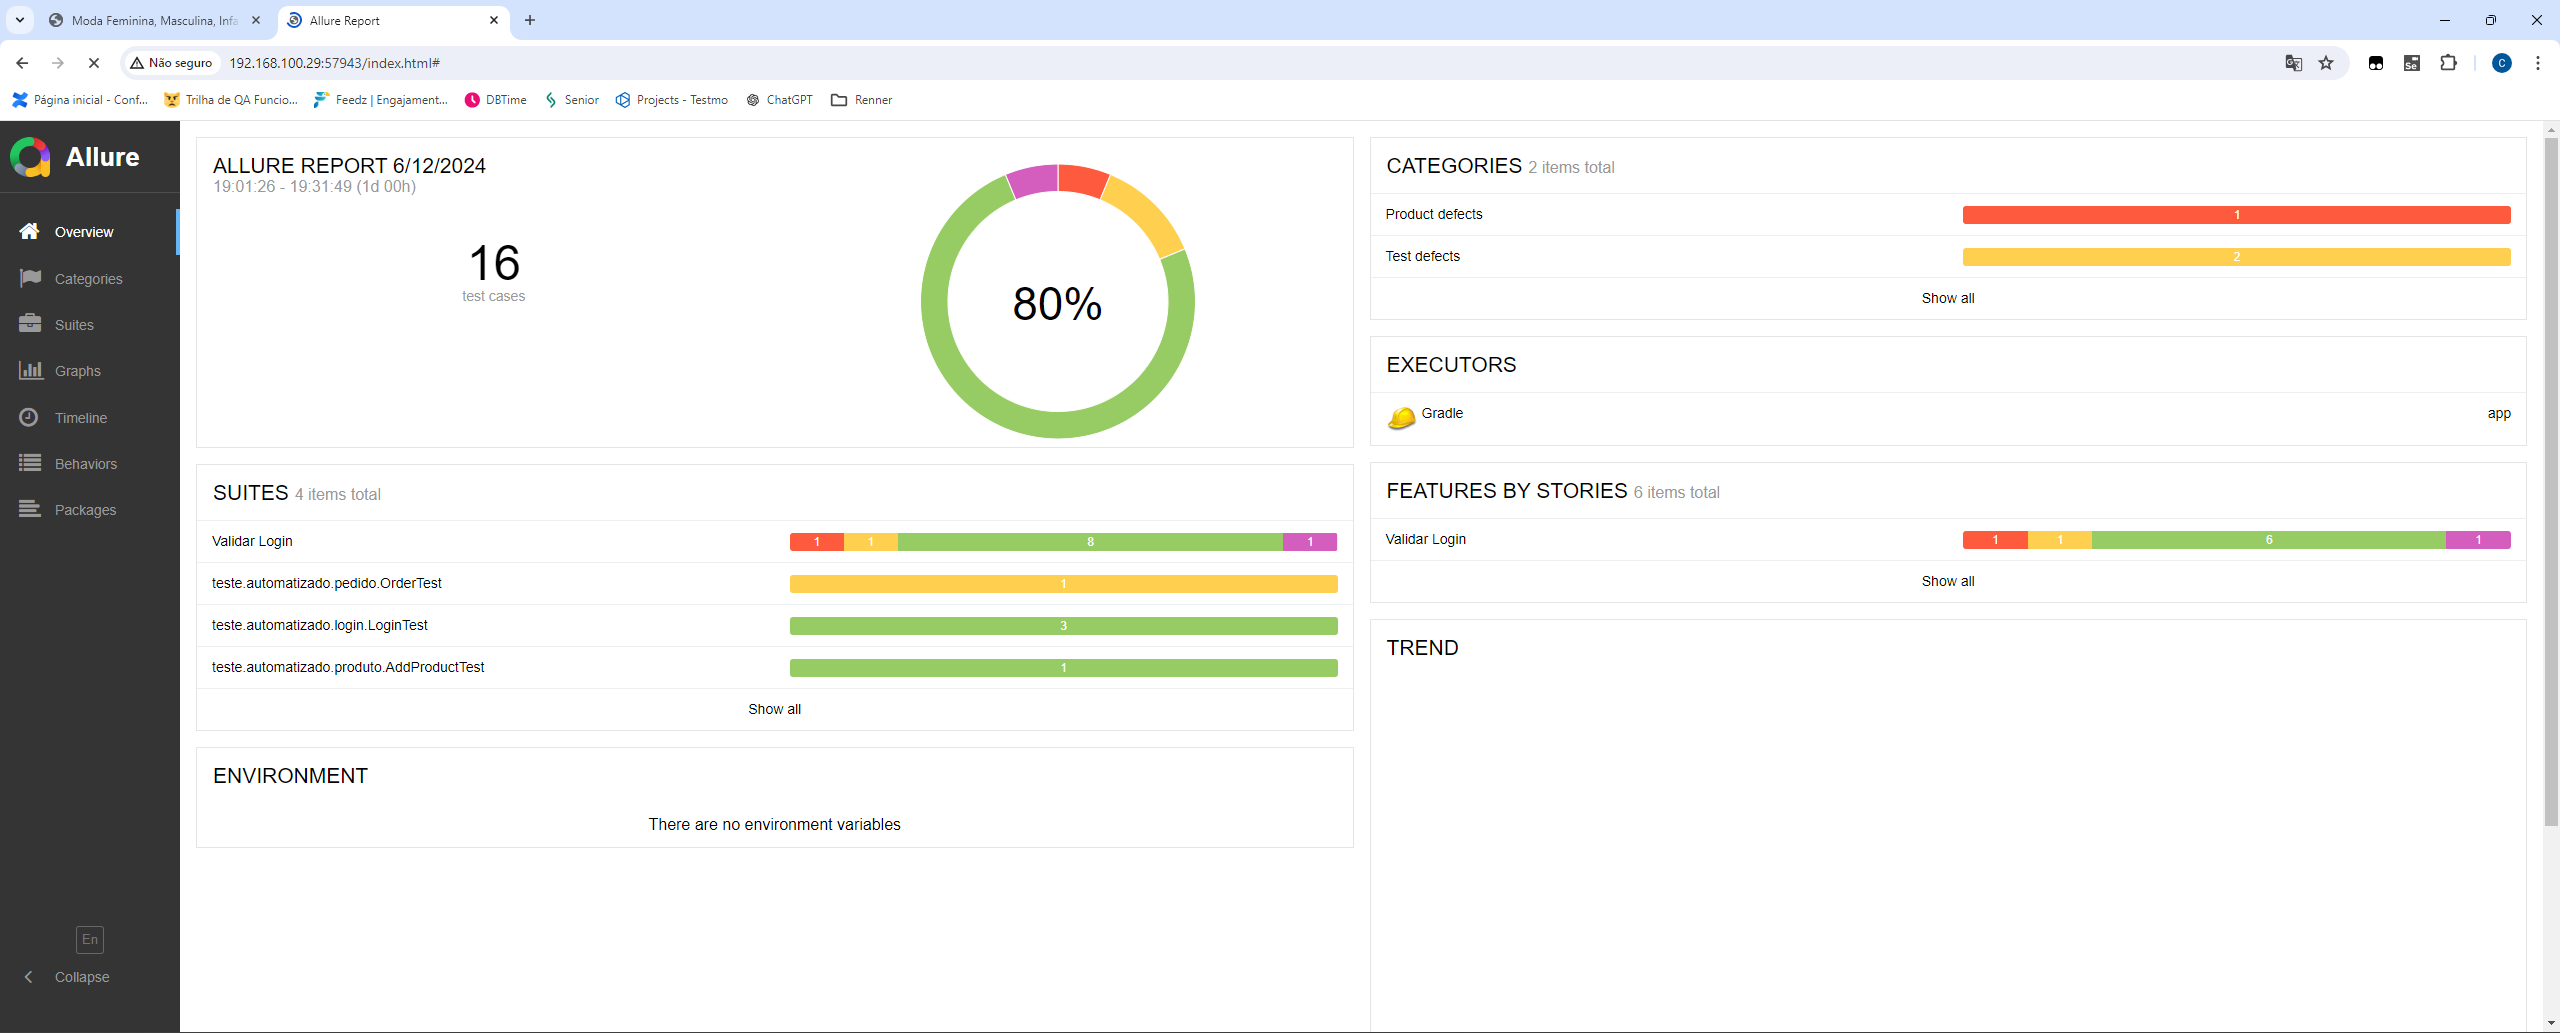 Moda Feminina, Masculina, Infa
Allure Report
Não seguro
192.168.100.29:57943/index.html#
C
Página inicial - Conf...
Trilha de QA Funcio...
Feedz | Engajament...
DBTime
Senior
Projects - Testmo
ChatGPT
Renner
Allure
Overview
Categories
Suites
Graphs
Timeline
Behaviors
Packages
En
Collapse
ALLURE REPORT 6/12/2024
19:01:26 - 19:31:49 (1d 00h)
16
test cases
80%
SUITES 4 items total
Validar Login 1 1 8 1
teste.automatizado.pedido.OrderTest 1
teste.automatizado.login.LoginTest 3
teste.automatizado.produto.AddProductTest 1
Show all
ENVIRONMENT
There are no environment variables
CATEGORIES 2 items total
Product defects 1
Test defects 2
Show all
EXECUTORS
Gradle app
FEATURES BY STORIES 6 items total
Validar Login 1 1 6 1
Show all
TREND